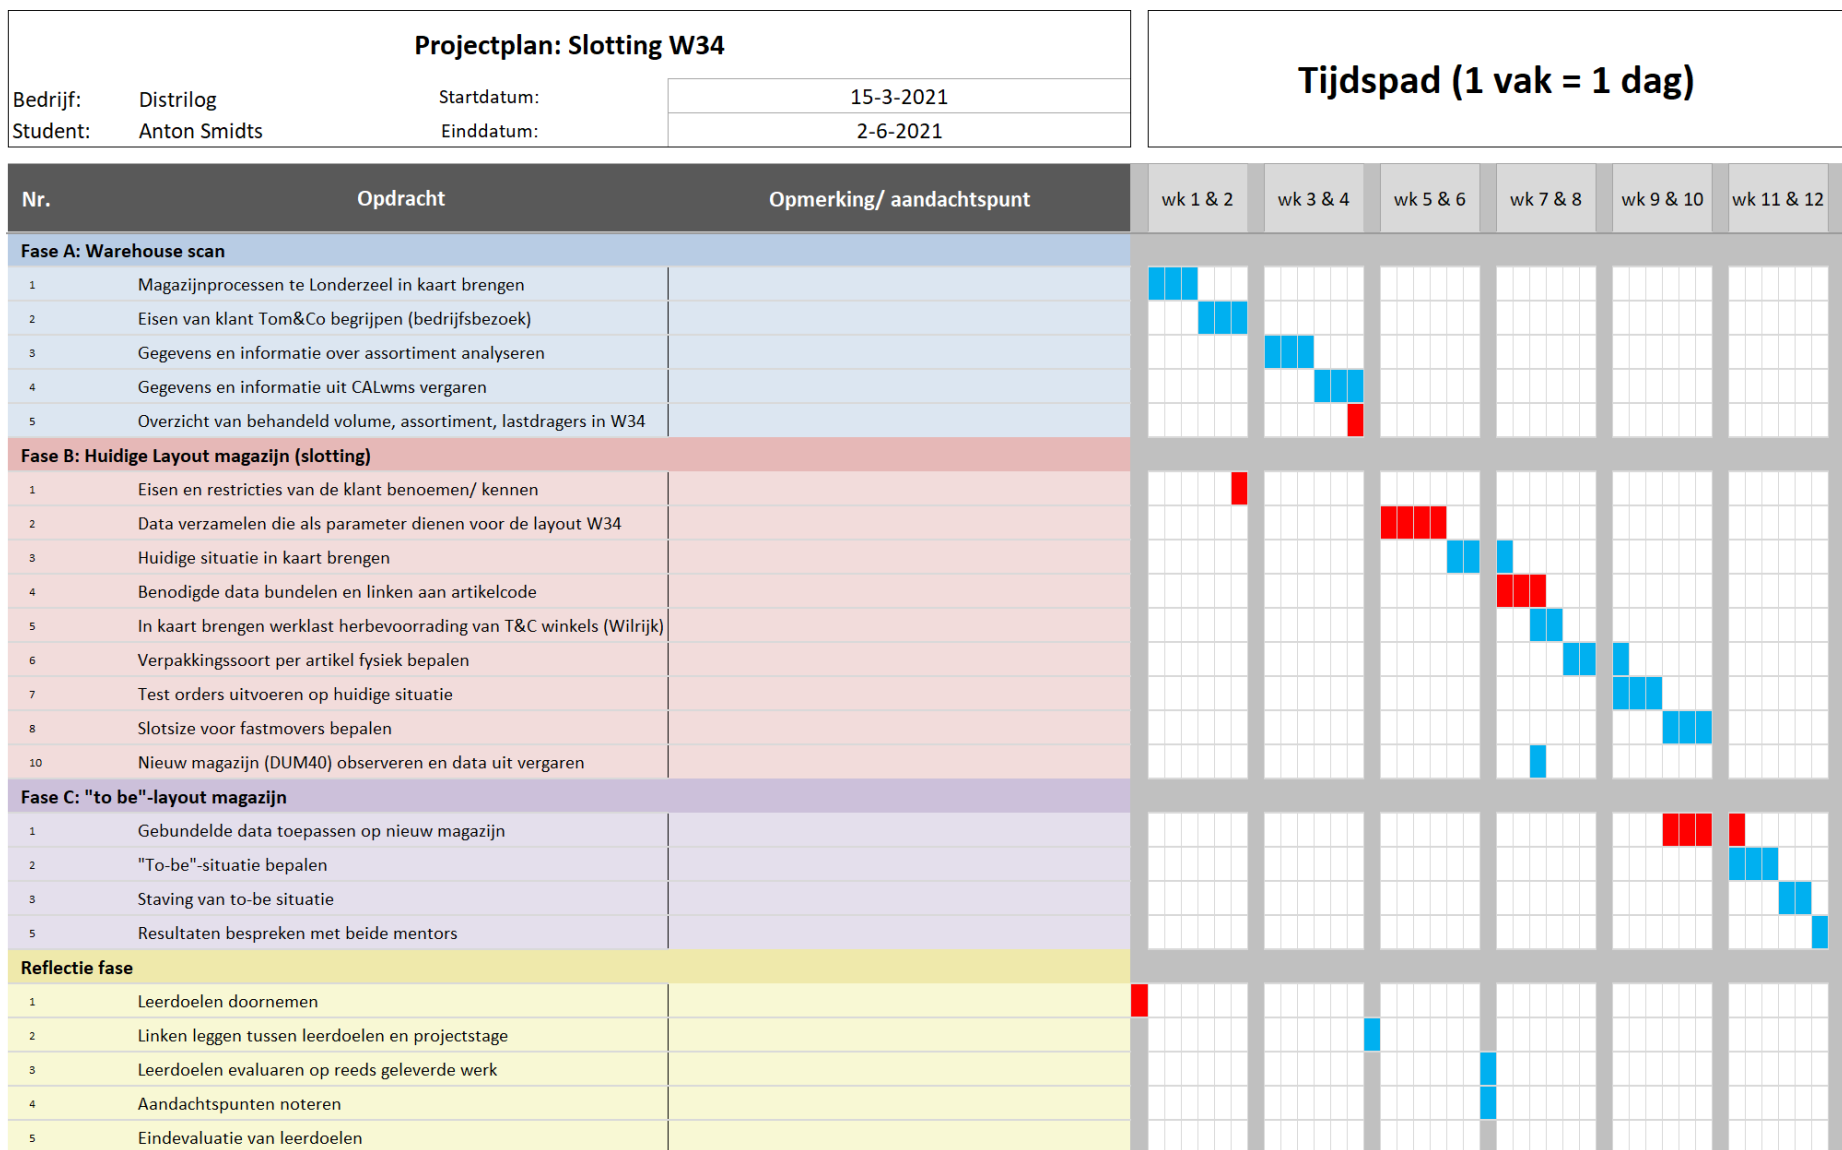 Projectplan: Slotting W34
Tijdspad (1 vak = 1 dag)
Bedrijf: Distrilog Startdatum: 15-3-2021
Student: Anton Smidts Einddatum: 2-6-2021
Nr. Opdracht Opmerking/ aandachtspunt wk 1 & 2 wk 3 & 4 wk 5 & 6 wk 7 & 8 wk 9 & 10 wk 11 & 12
Fase A: Warehouse scan
1 Magazijnprocessen te Londerzeel in kaart brengen
2 Eisen van klant Tom&Co begrijpen (bedrijfsbezoek)
3 Gegevens en informatie over assortiment analyseren
4 Gegevens en informatie uit CALwms vergaren
5 Overzicht van behandeld volume, assortiment, lastdragers in W34
Fase B: Huidige Layout magazijn (slotting)
1 Eisen en restricties van de klant benoemen/ kennen
2 Data verzamelen die als parameter dienen voor de layout W34
3 Huidige situatie in kaart brengen
4 Benodigde data bundelen en linken aan artikelcode
5 In kaart brengen werklast herbevoorrading van T&C winkels (Wilrijk)
6 Verpakkingssoort per artikel fysiek bepalen
7 Test orders uitvoeren op huidige situatie
8 Slotsize voor fastmovers bepalen
10 Nieuw magazijn (DUM40) observeren en data uit vergaren
Fase C: "to be"-layout magazijn
1 Gebundelde data toepassen op nieuw magazijn
2 "To-be"-situatie bepalen
3 Staving van to-be situatie
5 Resultaten bespreken met beide mentors
Reflectie fase
1 Leerdoelen doornemen
2 Linken leggen tussen leerdoelen en projectstage
3 Leerdoelen evaluaren op reeds geleverde werk
4 Aandachtspunten noteren
5 Eindevaluatie van leerdoelen